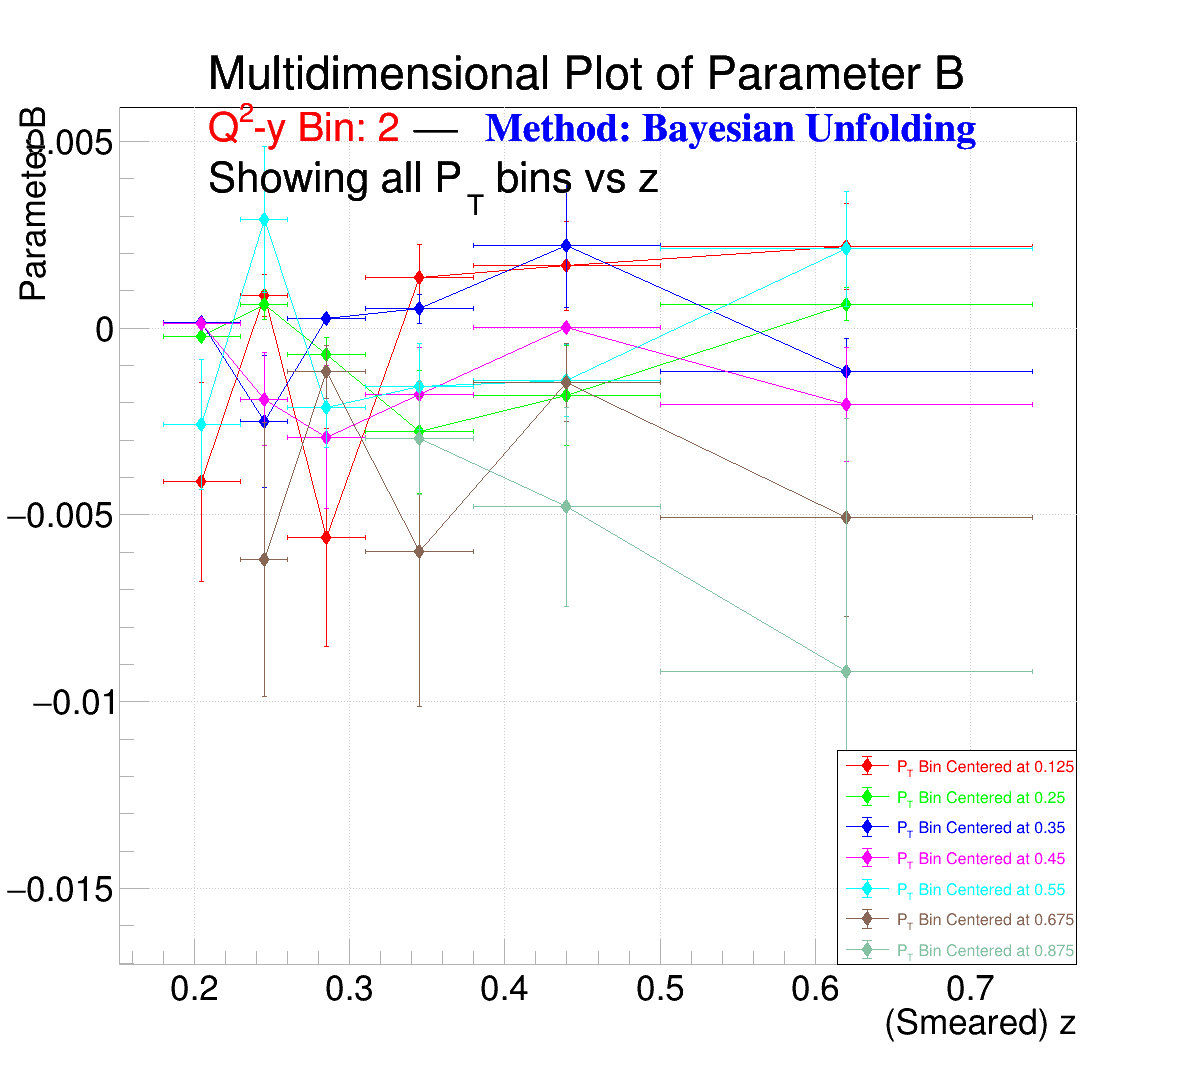 Multidimensional Plot of Parameter B
Q2-y Bin: 2 — Method: Bayesian Unfolding
Showing all PT bins vs z
Parameter B
0.005
0
−0.005
−0.01
−0.015
PT Bin Centered at 0.125
PT Bin Centered at 0.25
PT Bin Centered at 0.35
PT Bin Centered at 0.45
PT Bin Centered at 0.55
PT Bin Centered at 0.675
PT Bin Centered at 0.875
0.2 0.3 0.4 0.5 0.6 0.7
(Smeared) z